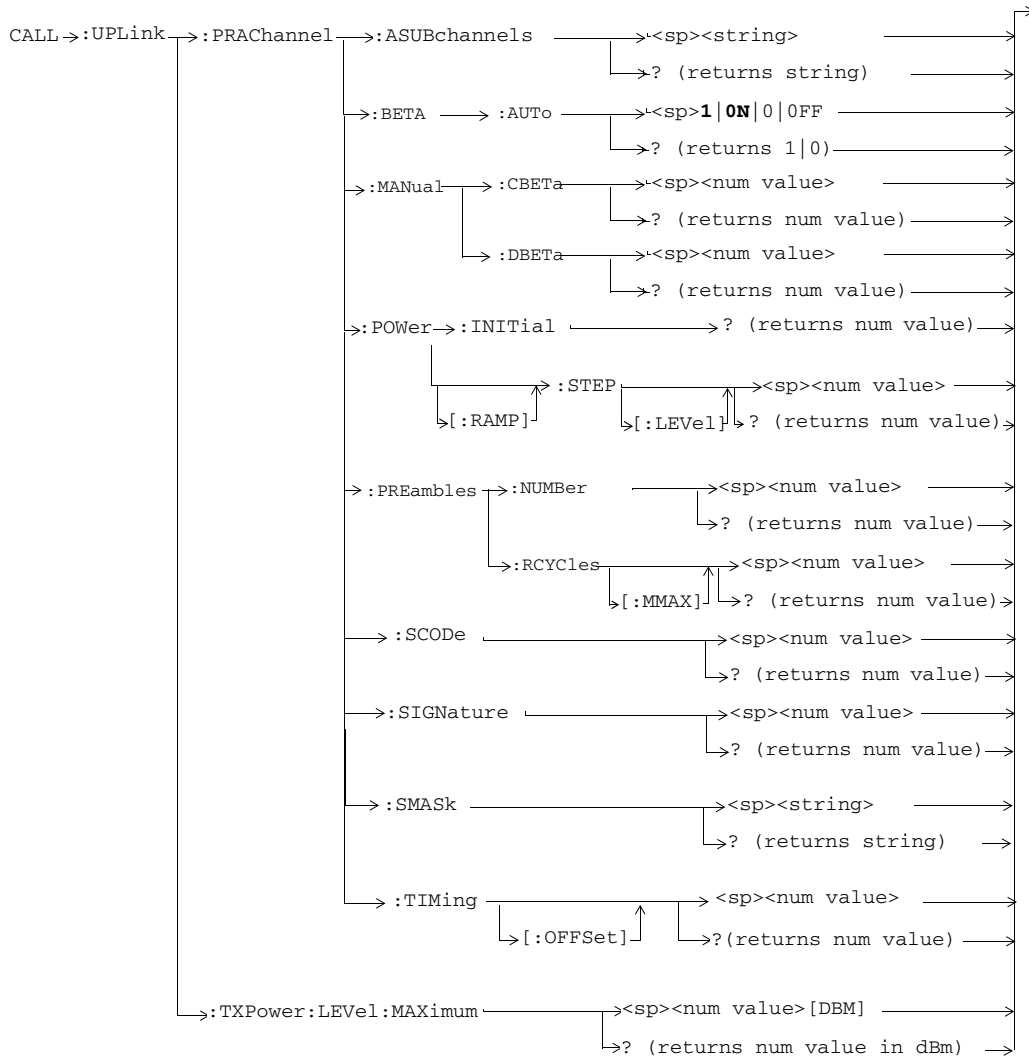 CALL :UPLink :PRAChannel :ASUBchannels <sp><string>
? (returns string)
:BETA :AUTo <sp>1|0N|0|0FF
? (returns 1|0)
:MANual :CBETa <sp><num value>
? (returns num value)
:DBETa <sp><num value>
? (returns num value)
:POWer :INITial ? (returns num value)
:STEP <sp><num value>
[:RAMP] [:LEVel] ? (returns num value)
:PREambles :NUMBer <sp><num value>
? (returns num value)
:RCYCles <sp><num value>
[:MMAX] ? (returns num value)
:SCODe <sp><num value>
? (returns num value)
:SIGNature <sp><num value>
? (returns num value)
:SMASk <sp><string>
? (returns string)
:TIMing <sp><num value>
[:OFFSet] ?(returns num value)
:TXPower:LEVel:MAXimum <sp><num value>[DBM]
? (returns num value in dBm)